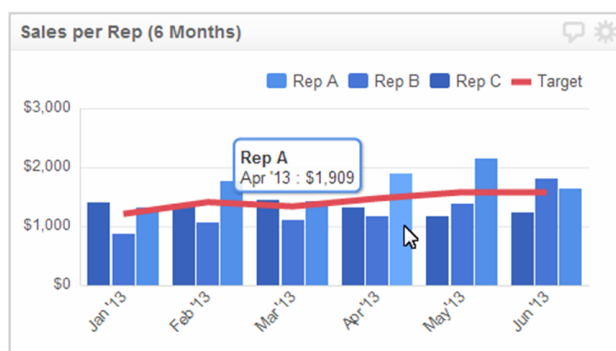 Sales per Rep (6 Months)
Rep A Rep B Rep C Target
$3,000
$2,000
$1,000
$0
Rep A
Apr '13 : $1,909
Jan '13 Feb '13 Mar '13 Apr '13 May '13 Jun '13